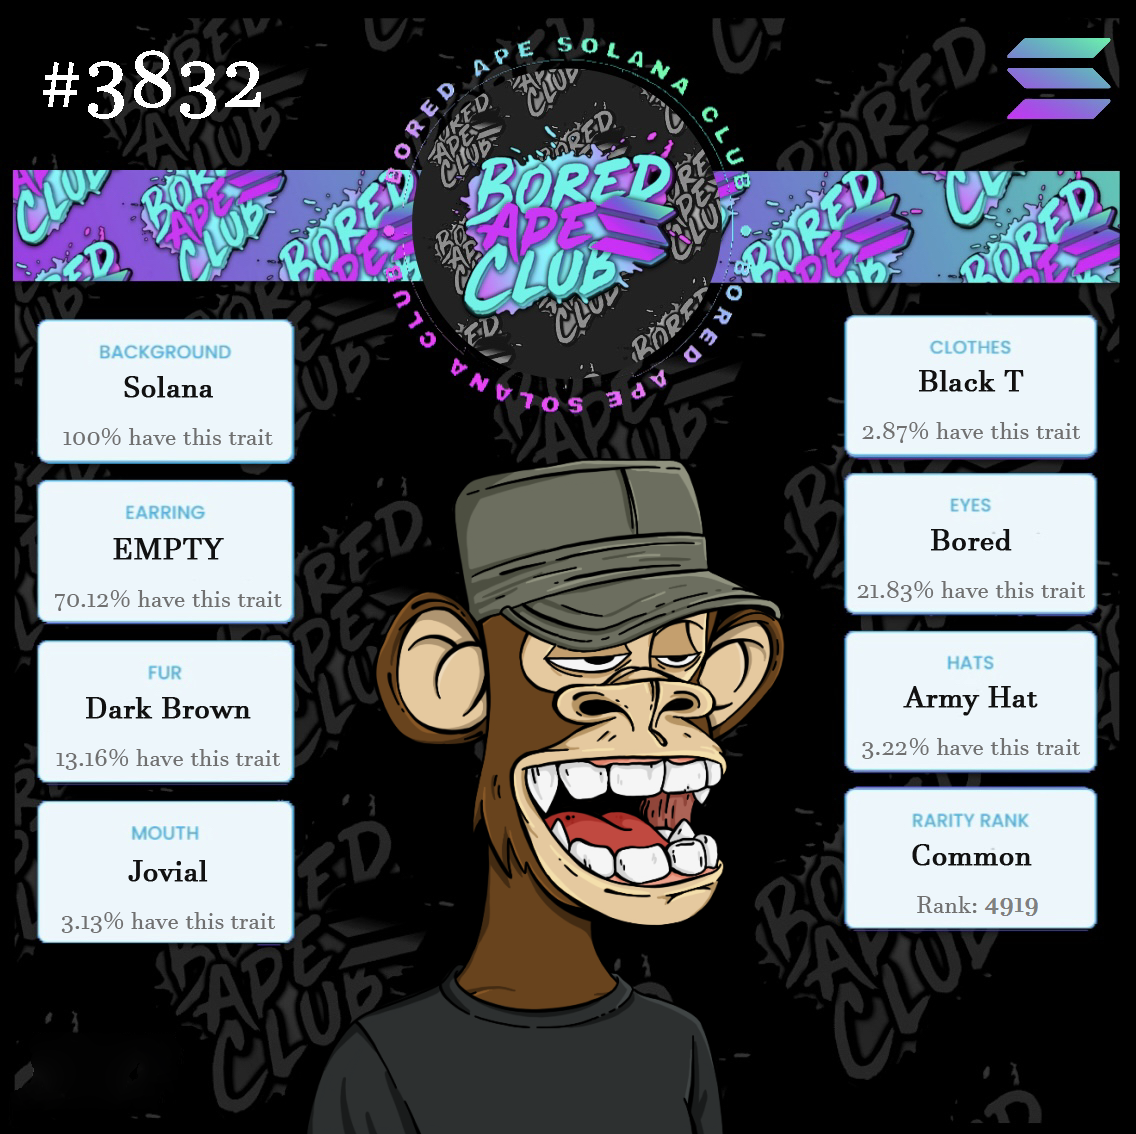 #3832
BORED APE SOLANA CLUB
BORED APE SOLANA CLUB
BORED
APE
CLUB
BACKGROUND
Solana
100% have this trait
EARRING
EMPTY
70.12% have this trait
FUR
Dark Brown
13.16% have this trait
MOUTH
Jovial
3.13% have this trait
CLOTHES
Black T
2.87% have this trait
EYES
Bored
21.83% have this trait
HATS
Army Hat
3.22% have this trait
RARITY RANK
Common
Rank: 4919